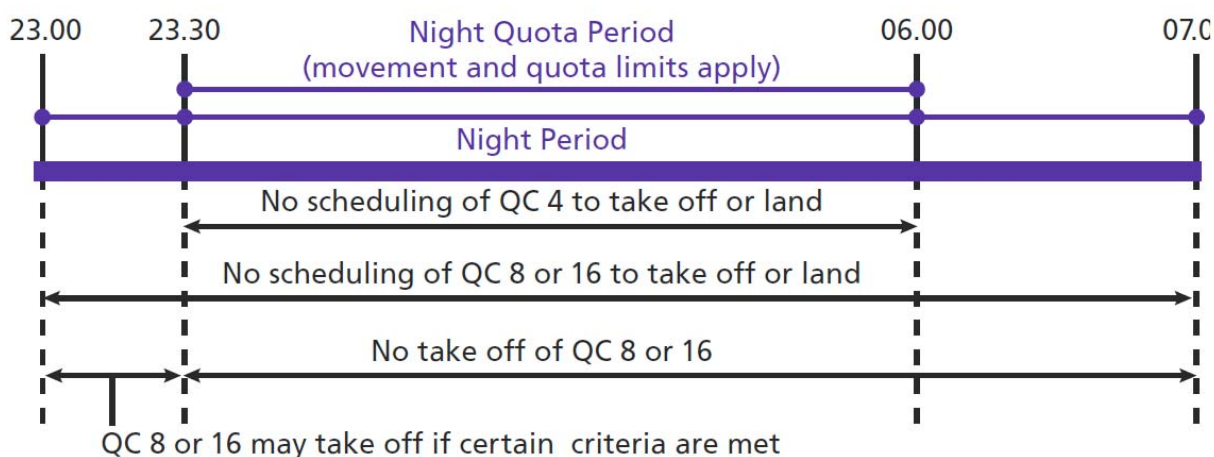 23.00 23.30 Night Quota Period 06.00 07.0
(movement and quota limits apply)
Night Period
No scheduling of QC 4 to take off or land
No scheduling of QC 8 or 16 to take off or land
No take off of QC 8 or 16
QC 8 or 16 may take off if certain criteria are met